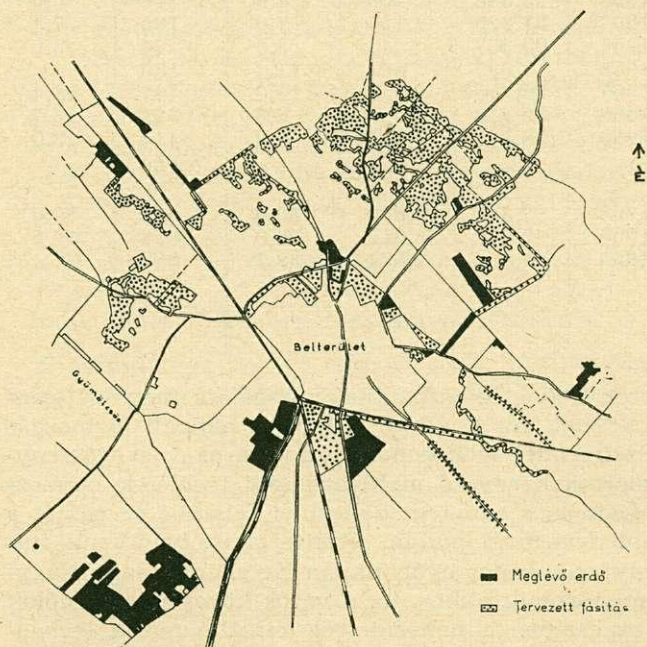 É
Belterület
Gyümölcsös
Meglévő erdő
Tervezett fásítás